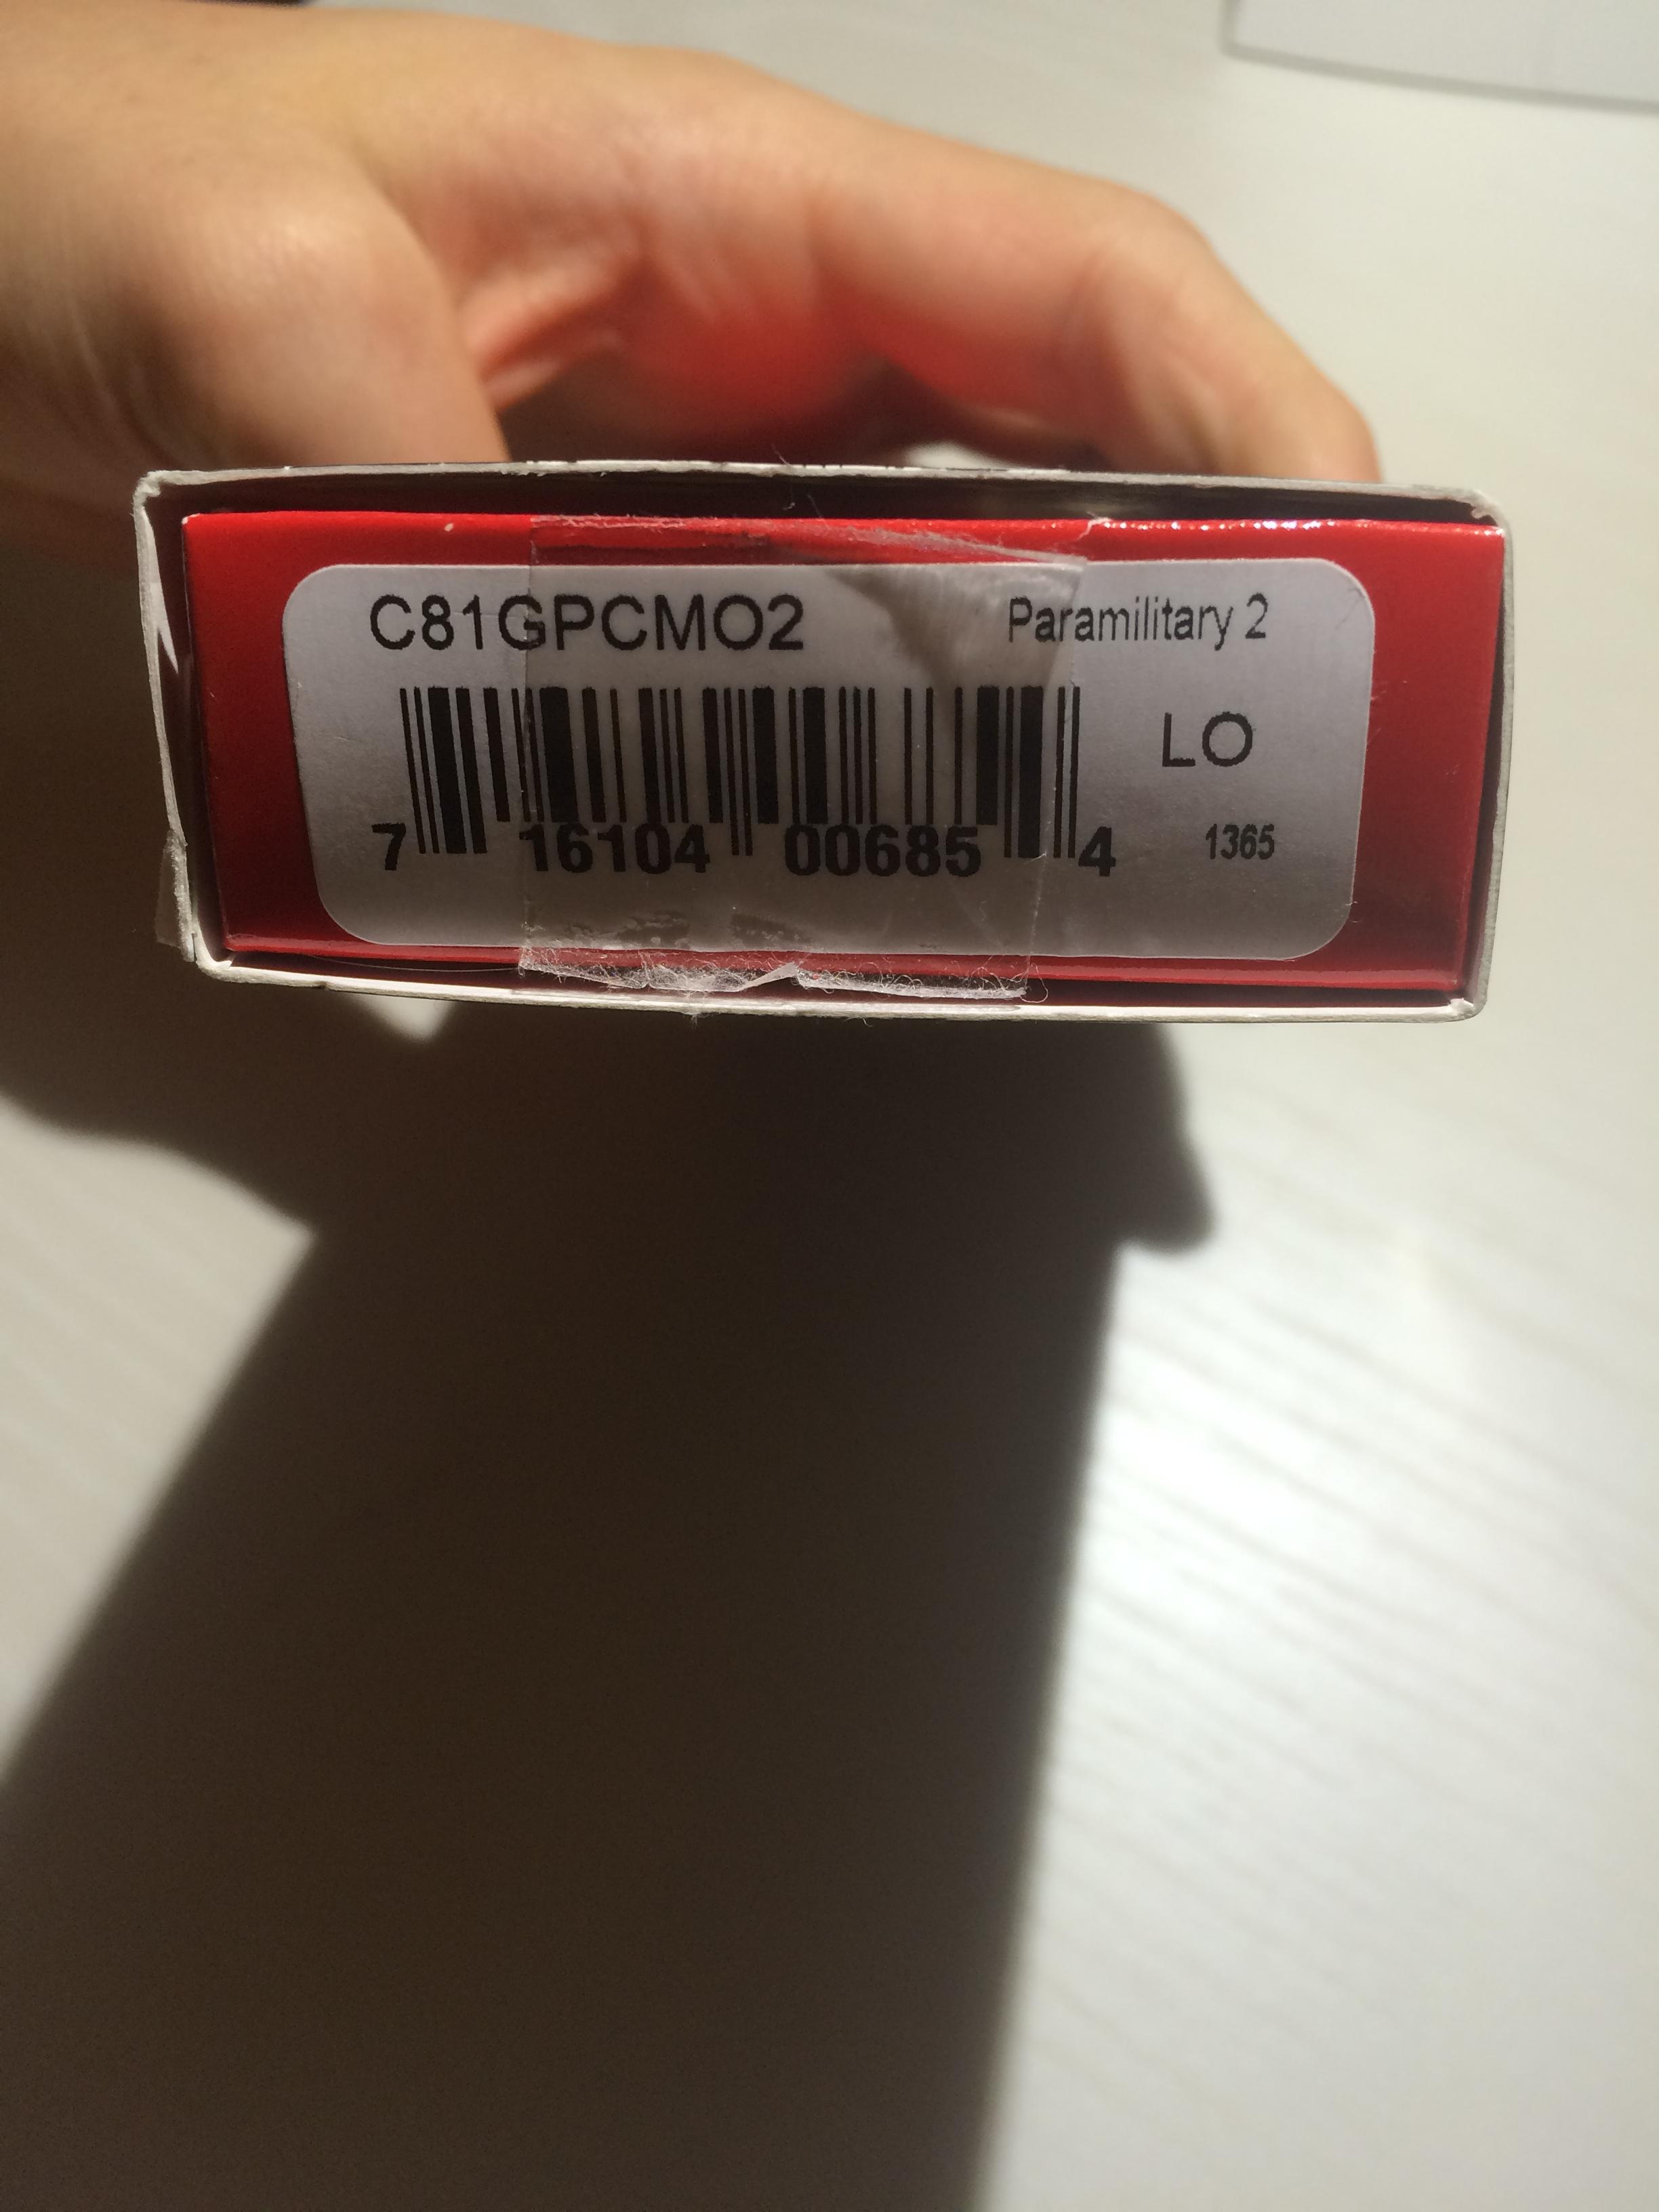 C81GPCMO2 Paramilitary 2
LO
7 16104 00685 4 1365